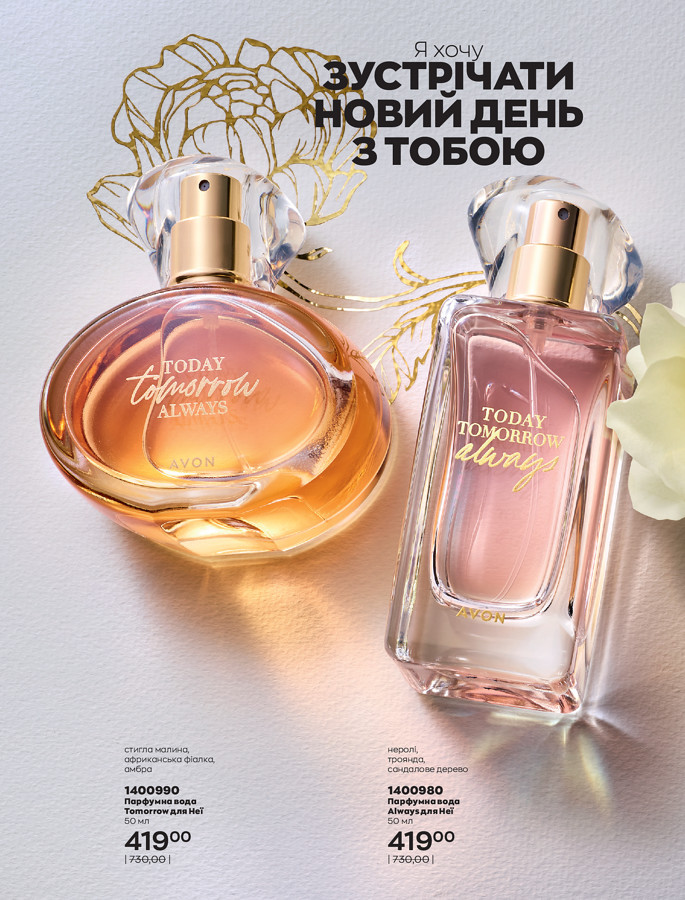 Я хочу
ЗУСТРІЧАТИ
НОВИЙ ДЕНЬ
З ТОБОЮ
TODAY
tomorrow
ALWAYS
AVON
TODAY
TOMORROW
always
AVON
стигла малина,
африканська фіалка,
амбра
1400990
Парфумна вода
Tomorrow для Неї
50 мл
41900
| 730,00 |
неролі,
троянда,
сандалове дерево
1400980
Парфумна вода
Always для Неї
50 мл
41900
| 730,00 |